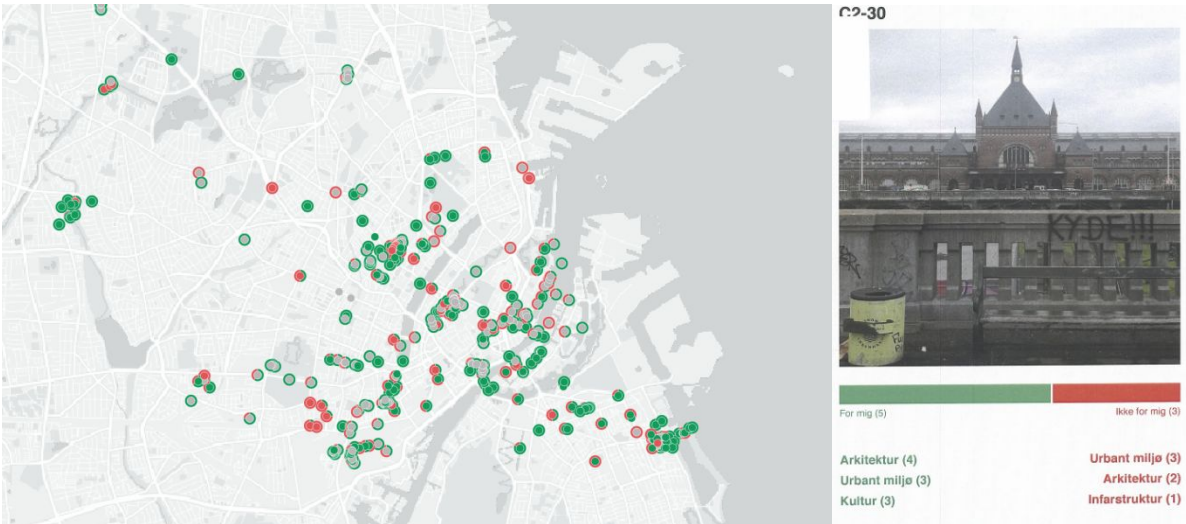 C2-30
KYDE!!!
For mig (5)
Ikke for mig (3)
Arkitektur (4)
Urbant miljø (3)
Kultur (3)
Urbant miljø (3)
Arkitektur (2)
Infarstruktur (1)